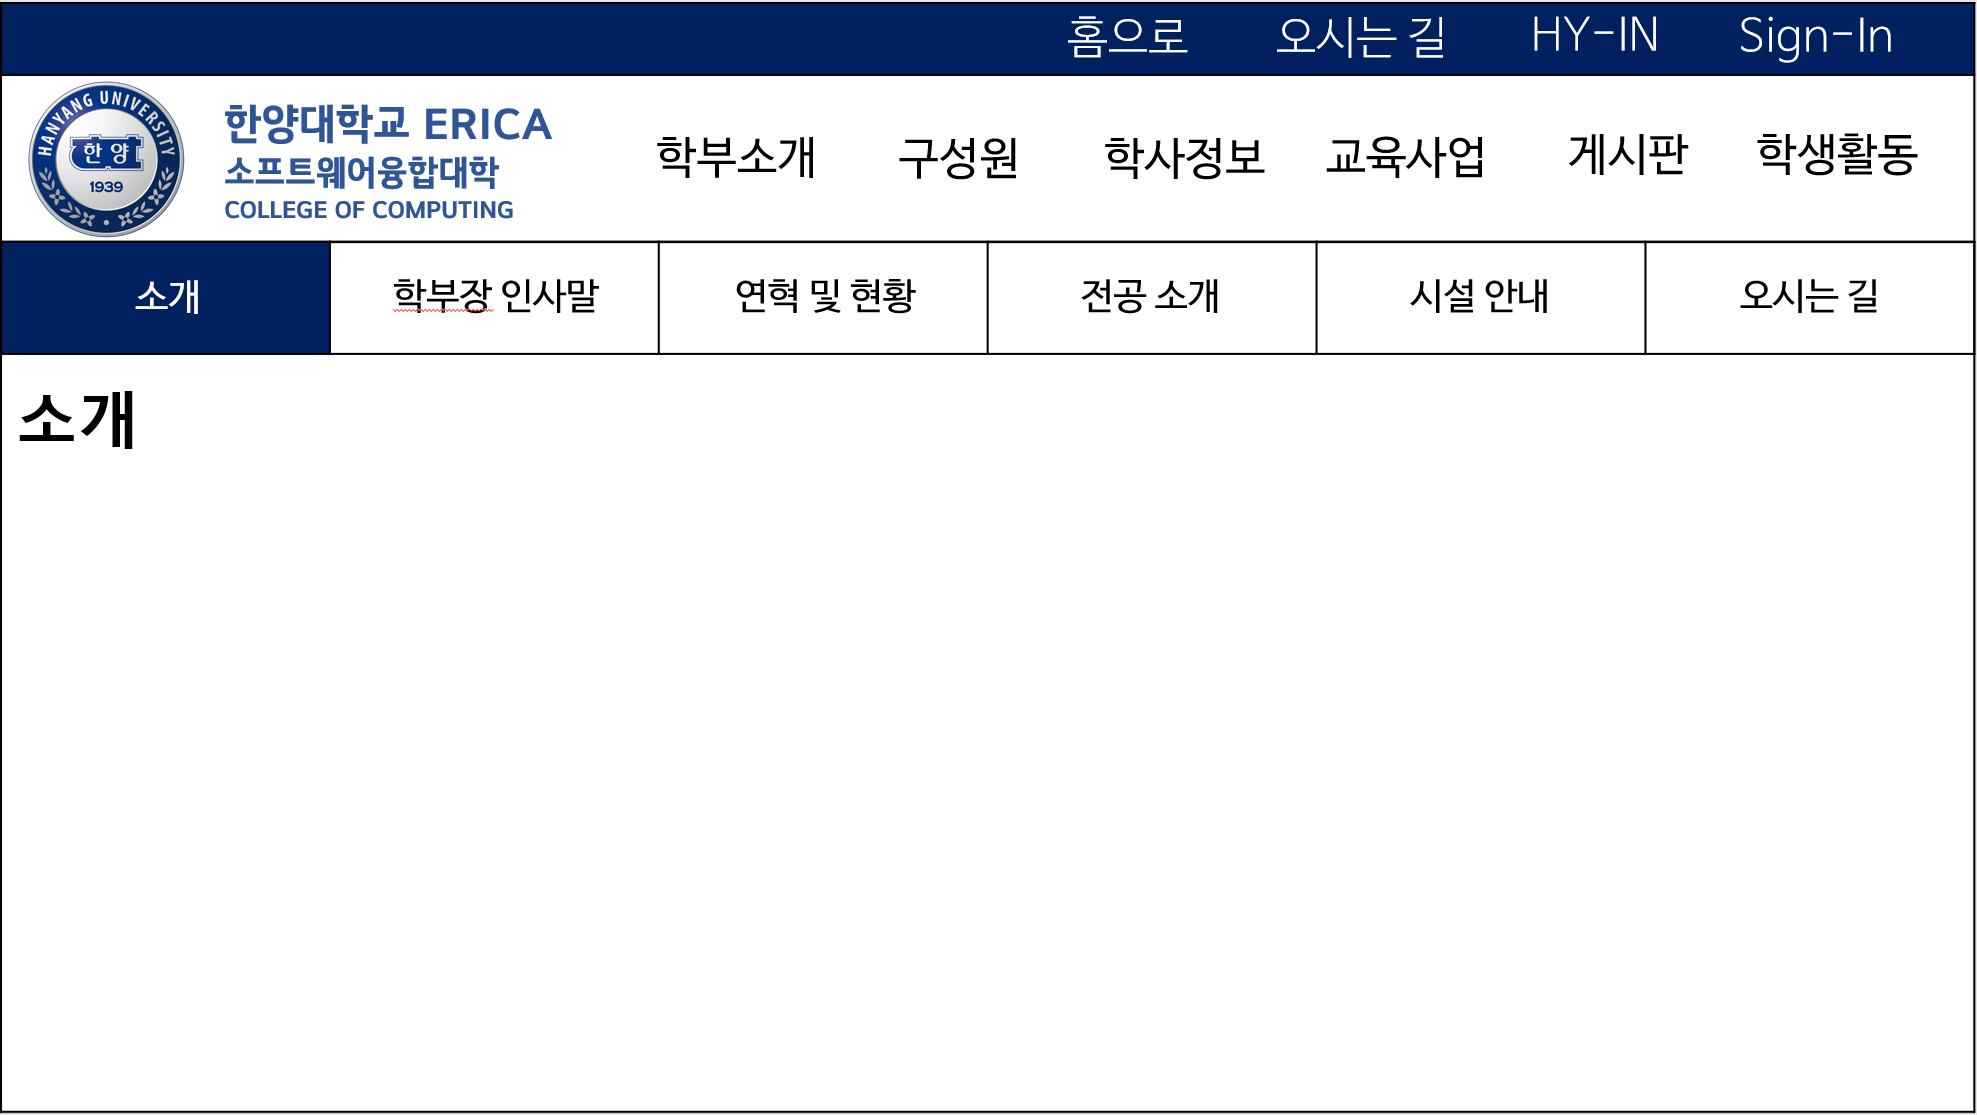 홈으로 오시는 길 HY-IN Sign-In
HANYANG UNIVERSITY
한양
1939
한양대학교 ERICA
소프트웨어융합대학
COLLEGE OF COMPUTING
학부소개 구성원 학사정보 교육사업 게시판 학생활동
소개 학부장 인사말 연혁 및 현황 전공 소개 시설 안내 오시는 길
소개